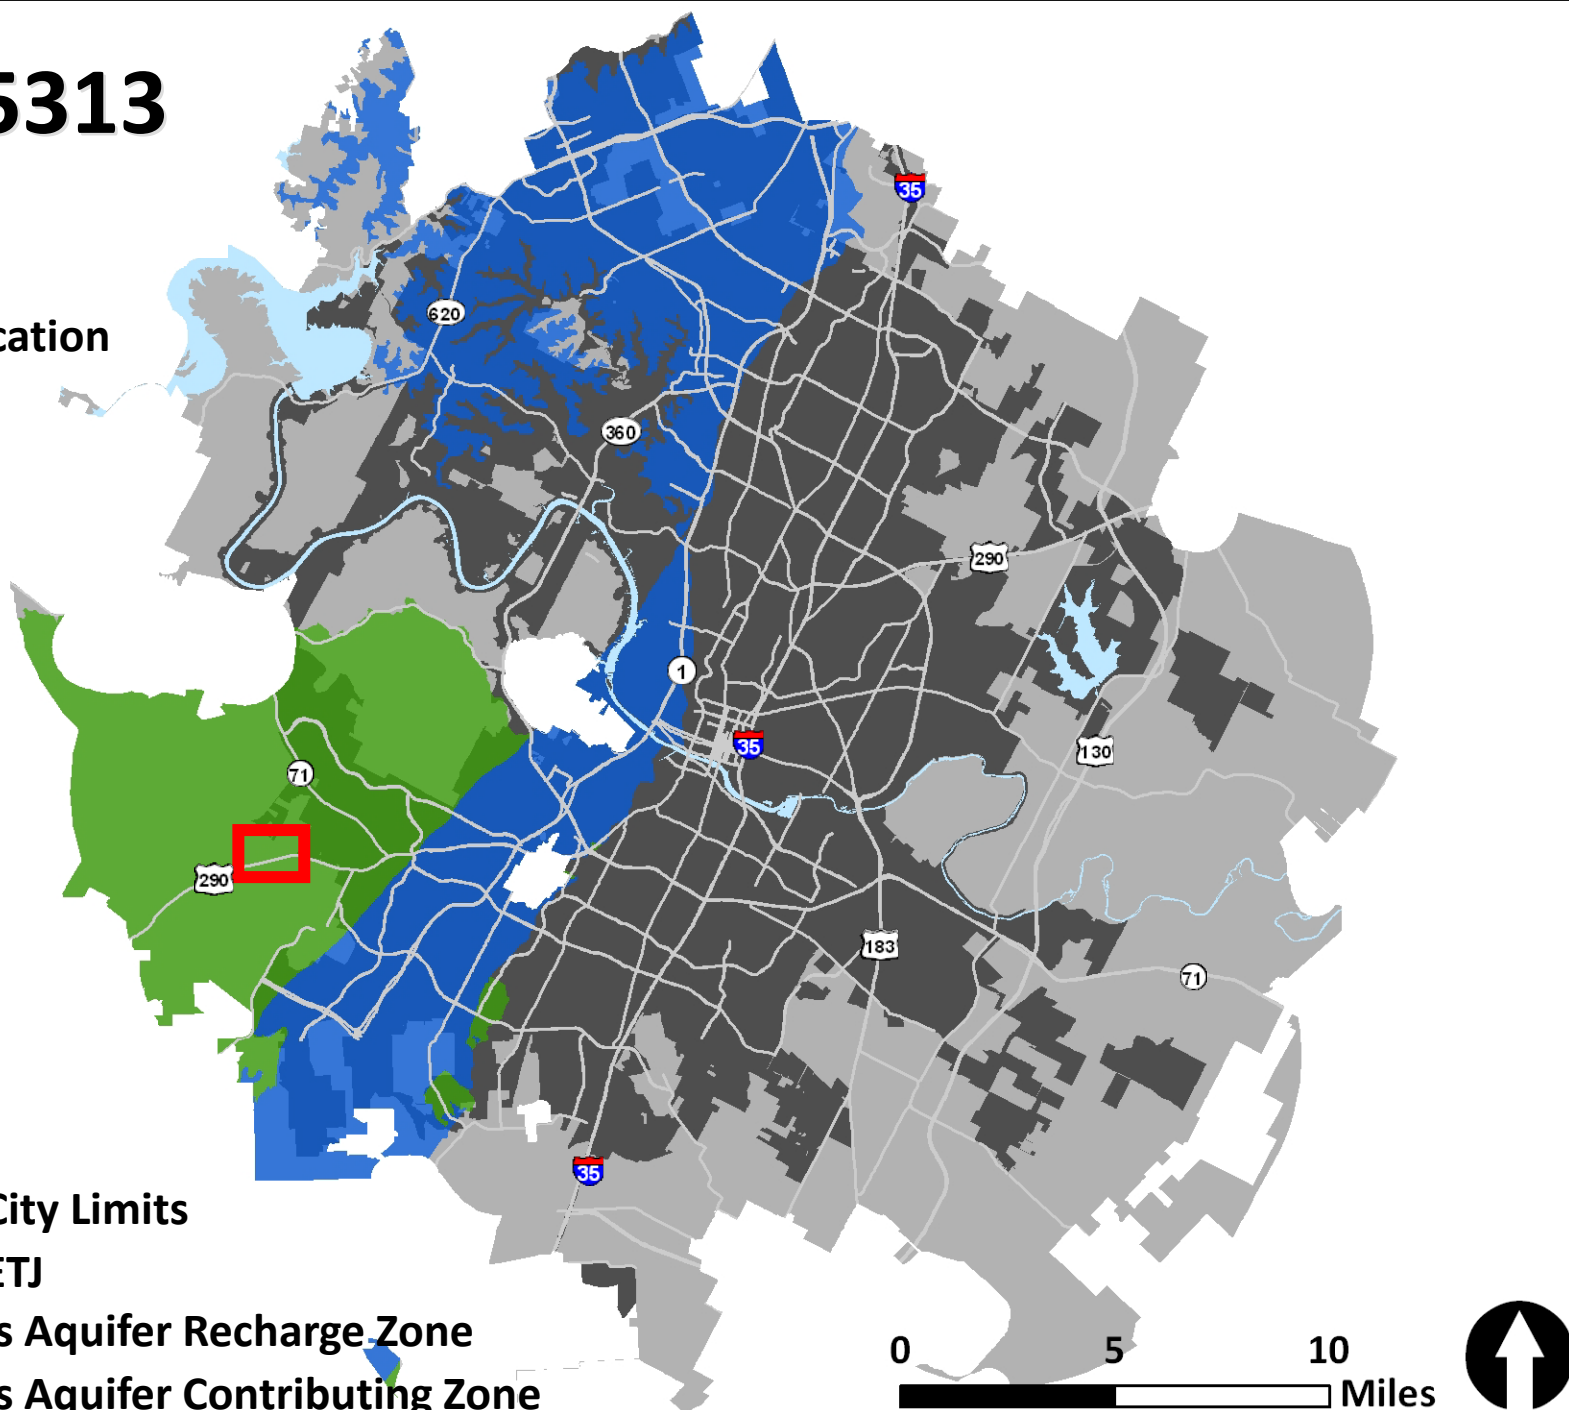 5313
35
620
cation
360
290
1
35
130
71
290
183
71
35
City Limits
ETJ
s Aquifer Recharge Zone
s Aquifer Contributing Zone
0 5 10
Miles